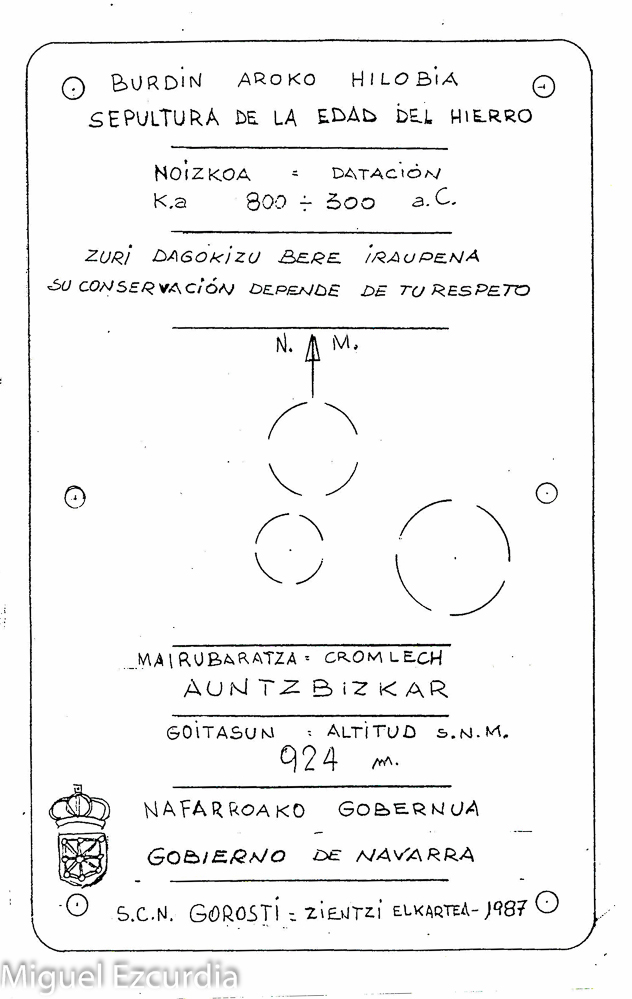 BURDIN AROKO HILOBIA
SEPULTURA DE LA EDAD DEL HIERRO
NOIZKOA = DATACIÓN
K.a 800 ÷ 300 a.C.
ZURI DAGOKIZU BERE IRAUPENA
SU CONSERVACIÓN DEPENDE DE TU RESPETO
N. M.
MAIRUBARATZA = CROMLECH
AUNTZBIZKAR
GOITASUN : ALTITUD S.N.M.
924 m.
NAFARROAKO GOBERNUA
GOBIERNO DE NAVARRA
S.C.N. GOROSTI = ZIENTZI ELKARTEA-1987
Miguel Ezcurdia